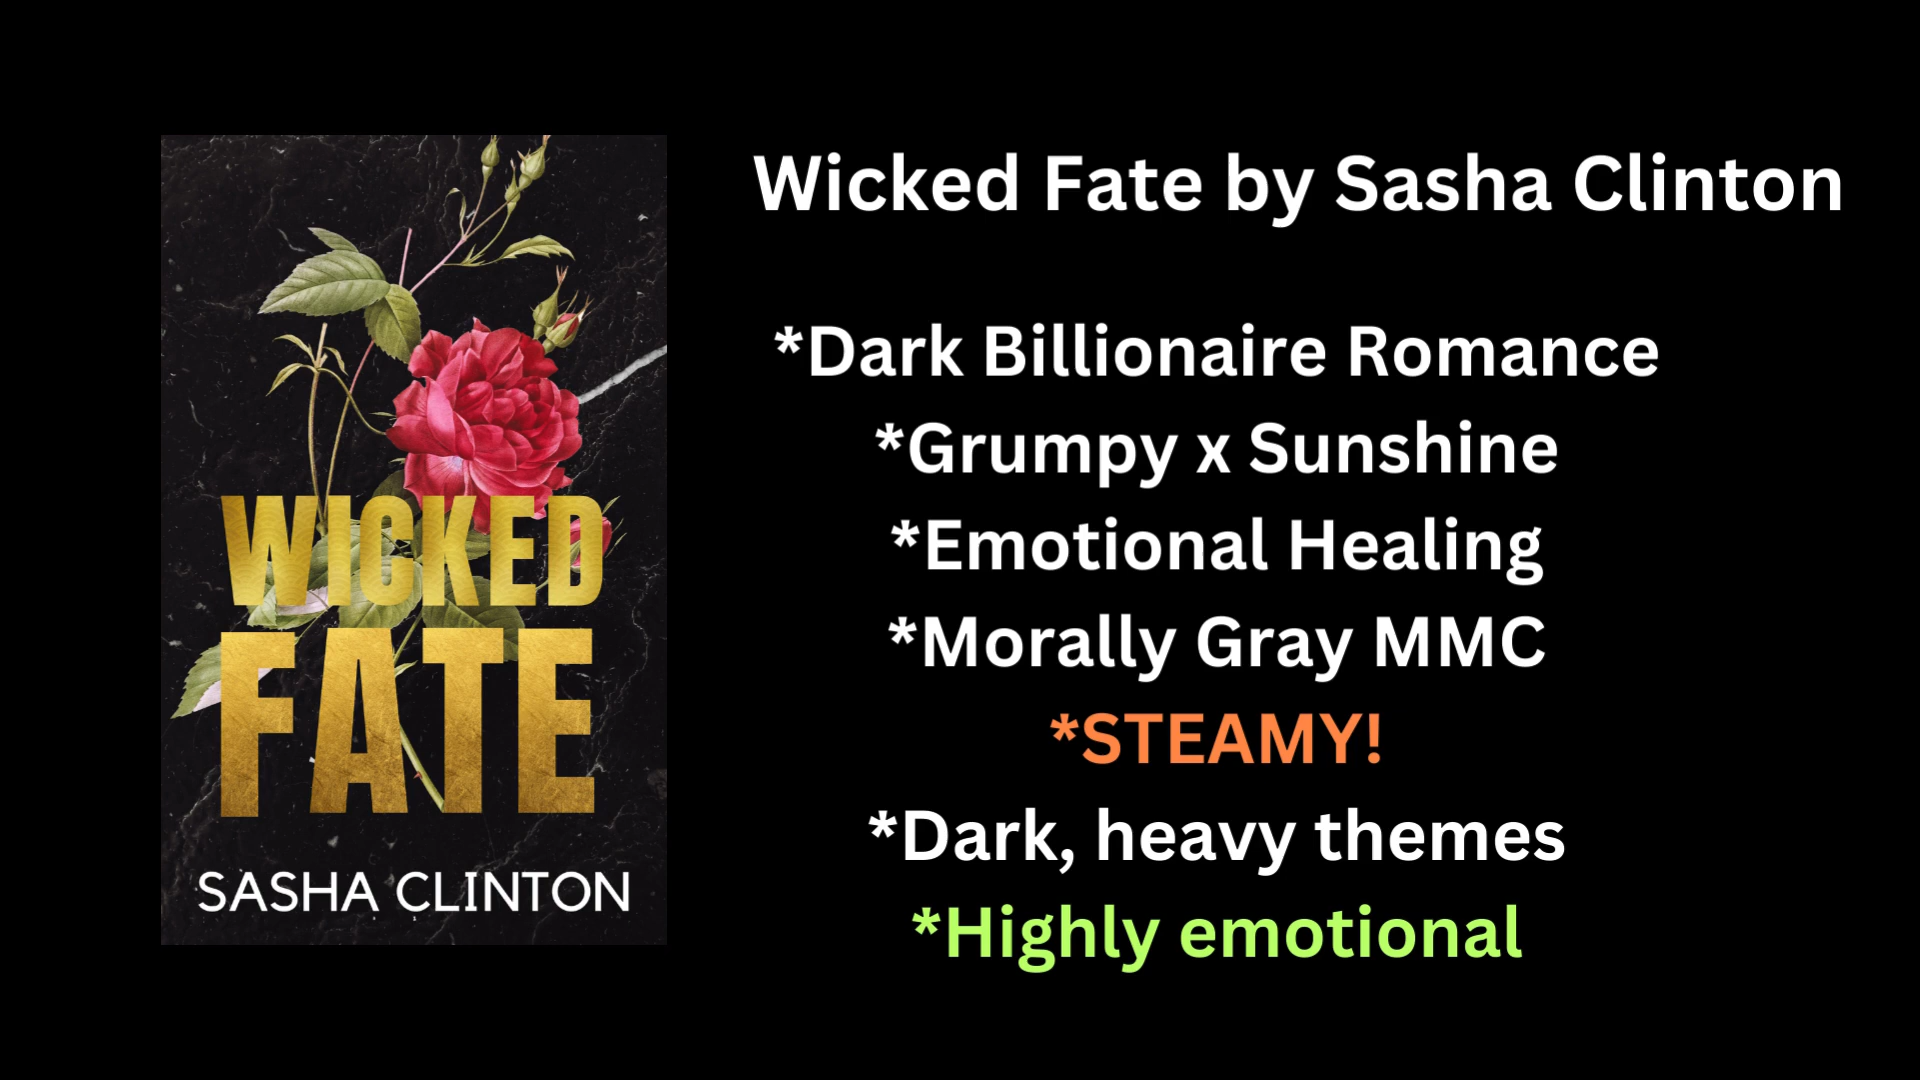 WICKED
FATE
SASHA CLINTON
Wicked Fate by Sasha Clinton
*Dark Billionaire Romance
*Grumpy x Sunshine
*Emotional Healing
*Morally Gray MMC
*STEAMY!
*Dark, heavy themes
*Highly emotional